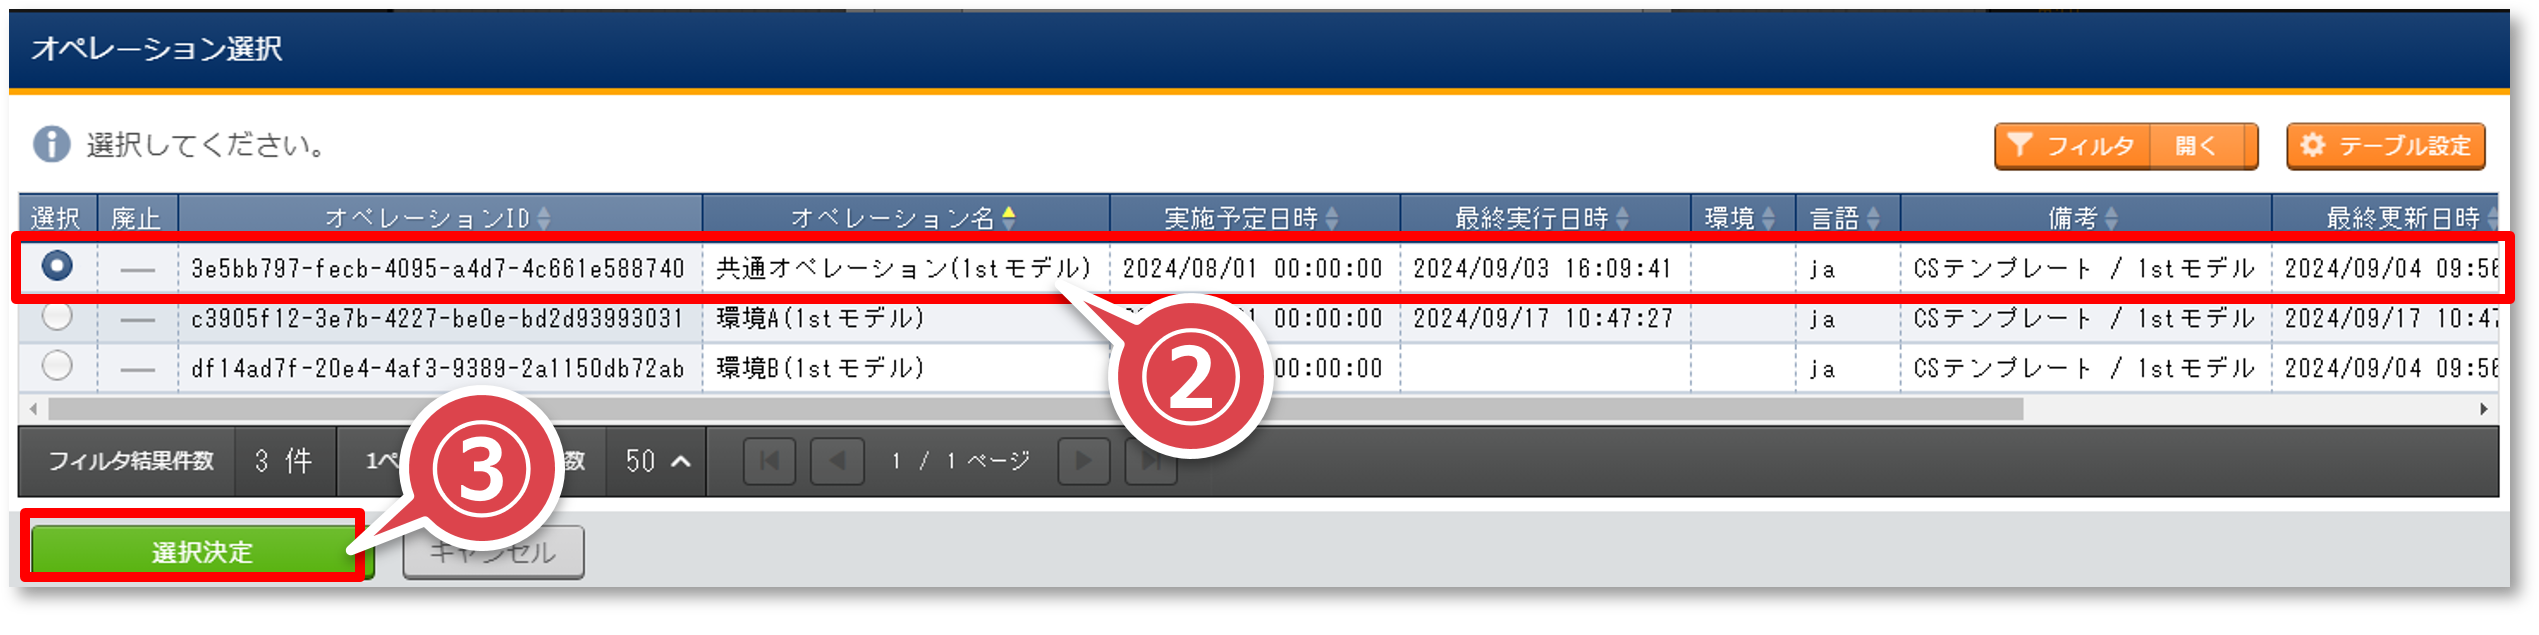 オペレーション選択
選択してください。
フィルタ 開く テーブル設定
選択 廃止 オペレーションID オペレーション名 実施予定日時 最終実行日時 環境 言語 備考 最終更新日時
3e5bb797-fecb-4095-a4d7-4c661e588740 共通オペレーション(1stモデル) 2024/08/01 00:00:00 2024/09/03 16:09:41 ja CSテンプレート / 1stモデル 2024/09/04 09:56
c3905f12-3e7b-4227-be0e-bd2d93993031 環境A(1stモデル) 00:00:00 2024/09/17 10:47:27 ja CSテンプレート / 1stモデル 2024/09/17 10:47
df14ad7f-20e4-4af3-9389-2a1150db72ab 環境B(1stモデル) 00:00:00 ja CSテンプレート / 1stモデル 2024/09/04 09:56
②
フィルタ結果件数 3 件 1ペ 数 50 1 / 1 ページ
③
選択決定 キャンセル